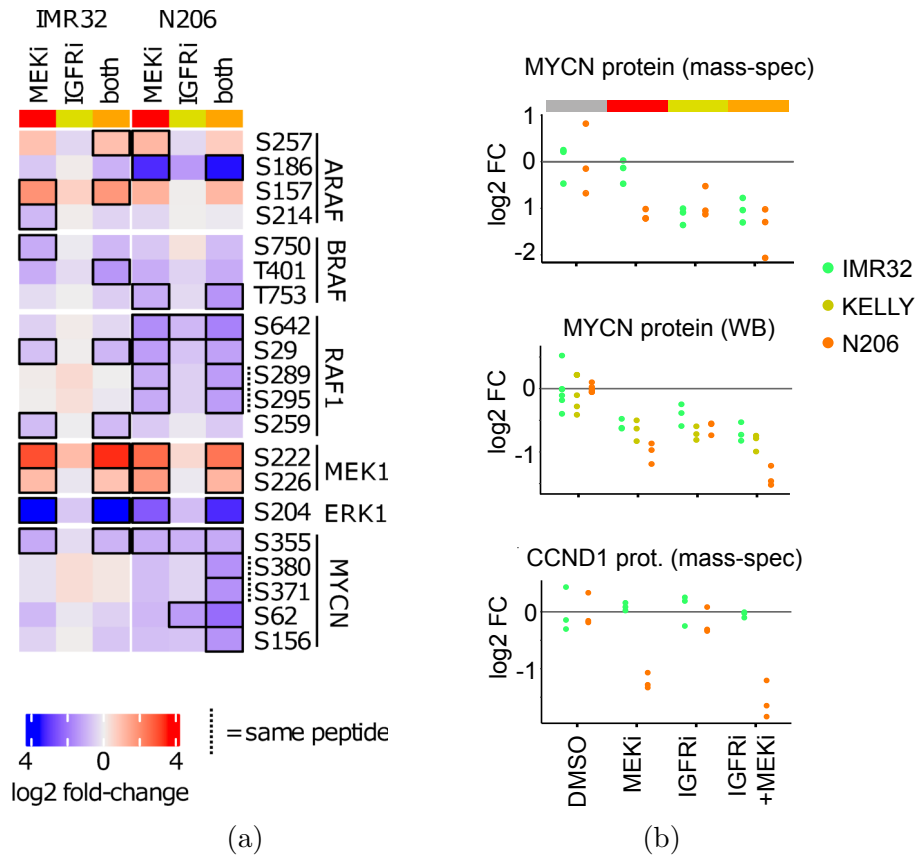 IMR32 N206
MEKi IGFRi both MEKi IGFRi both
S257
S186
S157
S214
ARAF
S750
T401
T753
BRAF
S642
S29
S289
S295
S259
RAF1
S222
S226
MEK1
S204 ERK1
S355
S380
S371
S62
S156
MYCN
4 0 4
log2 fold-change
= same peptide
(a)
MYCN protein (mass-spec)
log2 FC
1
0
1
-2
IMR32
KELLY
N206
MYCN protein (WB)
log2 FC
0
-1
CCND1 prot. (mass-spec)
log2 FC
0
-1
DMSO
MEKi
IGFRi
IGFRi
+MEKi
(b)